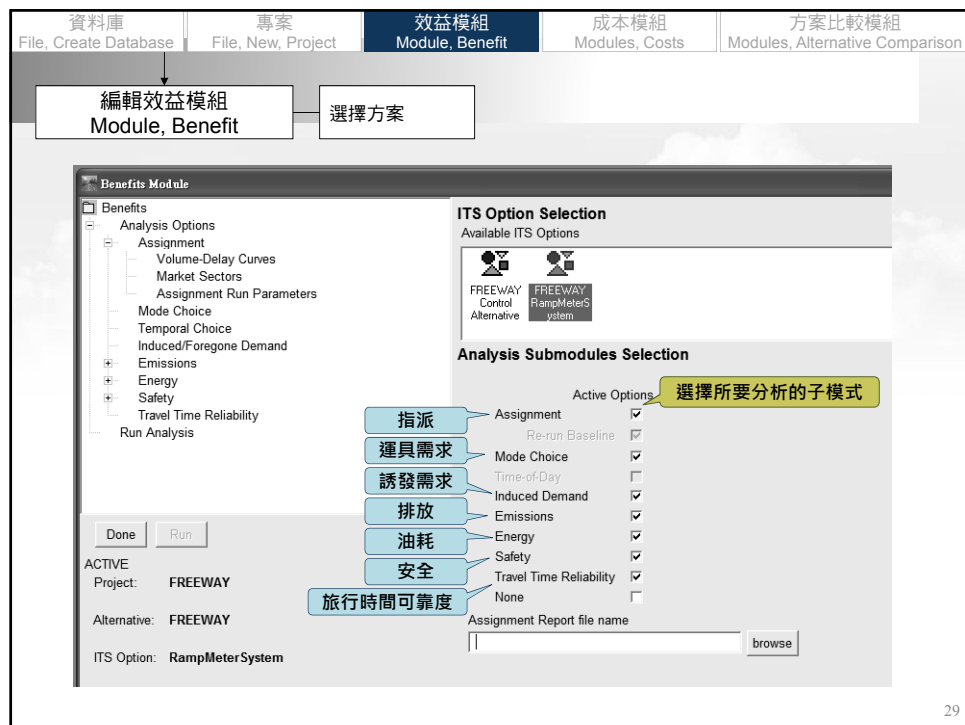 資料庫
File, Create Database
專案
File, New, Project
效益模組
Module, Benefit
成本模組
Modules, Costs
方案比較模組
Modules, Alternative Comparison
編輯效益模組
Module, Benefit
選擇方案
Benefits Module
Benefits
Analysis Options
Assignment
Volume-Delay Curves
Market Sectors
Assignment Run Parameters
Mode Choice
Temporal Choice
Induced/Foregone Demand
Emissions
Energy
Safety
Travel Time Reliability
Run Analysis
Done
Run
ACTIVE
Project: FREEWAY
Alternative: FREEWAY
ITS Option: RampMeterSystem
ITS Option Selection
Available ITS Options
FREEWAY
Control
Alternative
FREEWAY
RampMeterS
ystem
Analysis Submodules Selection
Active Options
選擇所要分析的子模式
指派
Assignment
Re-run Baseline
運具需求
Mode Choice
Time-of-Day
誘發需求
Induced Demand
排放
Emissions
油耗
Energy
安全
Safety
旅行時間可靠度
Travel Time Reliability
None
Assignment Report file name
browse
29